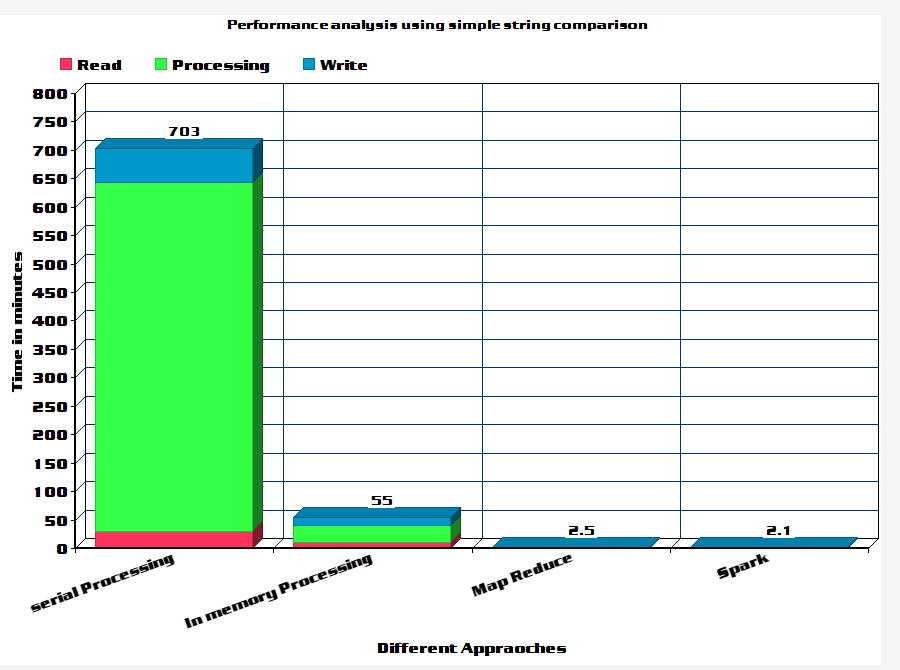 Performance analysis using simple string comparison
Read Processing Write
800
750
700
650
600
550
500
450
400
350
300
250
200
150
100
50
0
Time in minutes
703
55
2.5
2.1
serial Processing
In memory Processing
Map Reduce
Spark
Different Appraoches